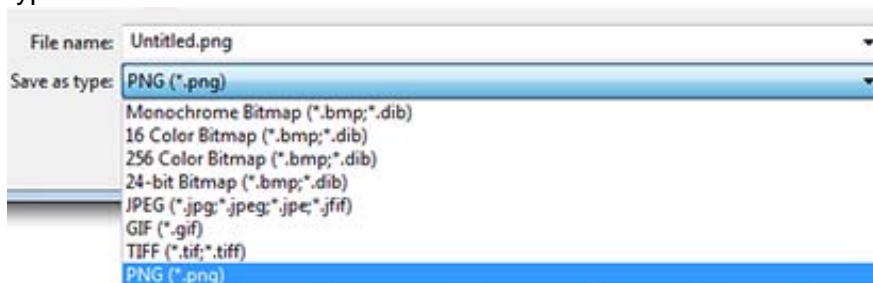 File name: Untitled.png
Save as type: PNG (*.png)
Monochrome Bitmap (*.bmp;*.dib)
16 Color Bitmap (*.bmp;*.dib)
256 Color Bitmap (*.bmp;*.dib)
24-bit Bitmap (*.bmp;*.dib)
JPEG (*.jpg;*.jpeg;*.jpe;*.jfif)
GIF (*.gif)
TIFF (*.tif;*.tiff)
PNG (*.png)